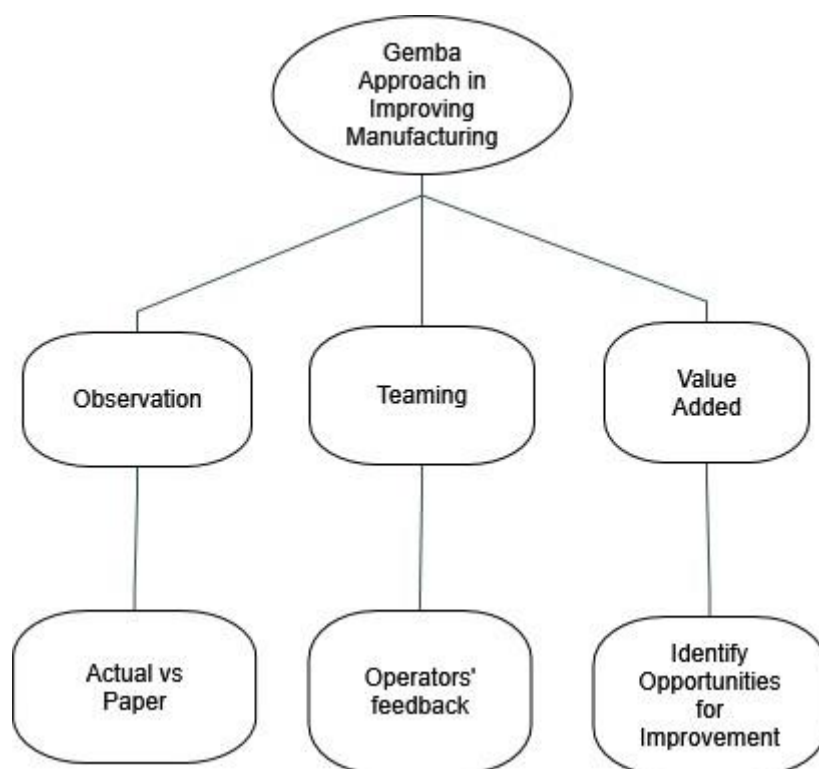 Gemba
Approach in
Improving
Manufacturing
Observation
Teaming
Value
Added
Actual vs
Paper
Operators'
feedback
Identify
Opportunities
for
Improvement